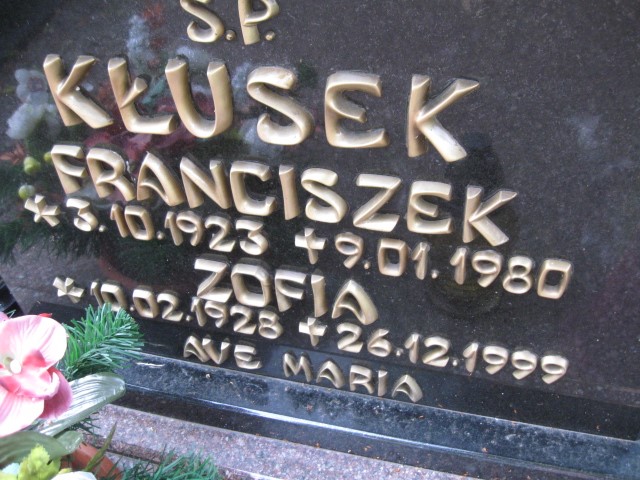 Ś.P.
KŁUSEK
FRANCISZEK
* 3.10.1923 + 9.01.1980
ZOFIA
* 10.02.1928 + 26.12.1999
AVE MARIA